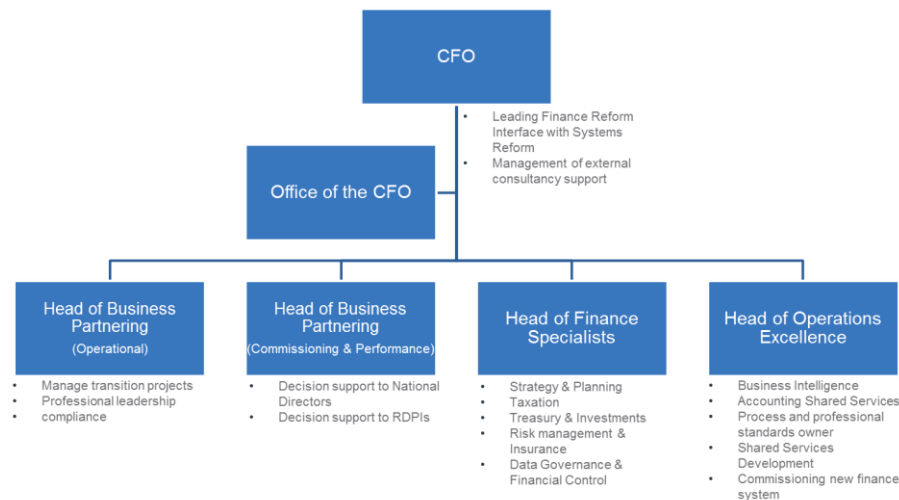 CFO
• Leading Finance Reform
Interface with Systems
Reform
• Management of external
consultancy support
Office of the CFO
Head of Business
Partnering
(Operational)
• Manage transition projects
• Professional leadership
• compliance
Head of Business
Partnering
(Commissioning & Performance)
• Decision support to National
Directors
• Decision support to RDPIs
Head of Finance
Specialists
• Strategy & Planning
• Taxation
• Treasury & Investments
• Risk management &
Insurance
• Data Governance &
Financial Control
Head of Operations
Excellence
• Business Intelligence
• Accounting Shared Services
• Process and professional
standards owner
• Shared Services
Development
• Commissioning new finance
system